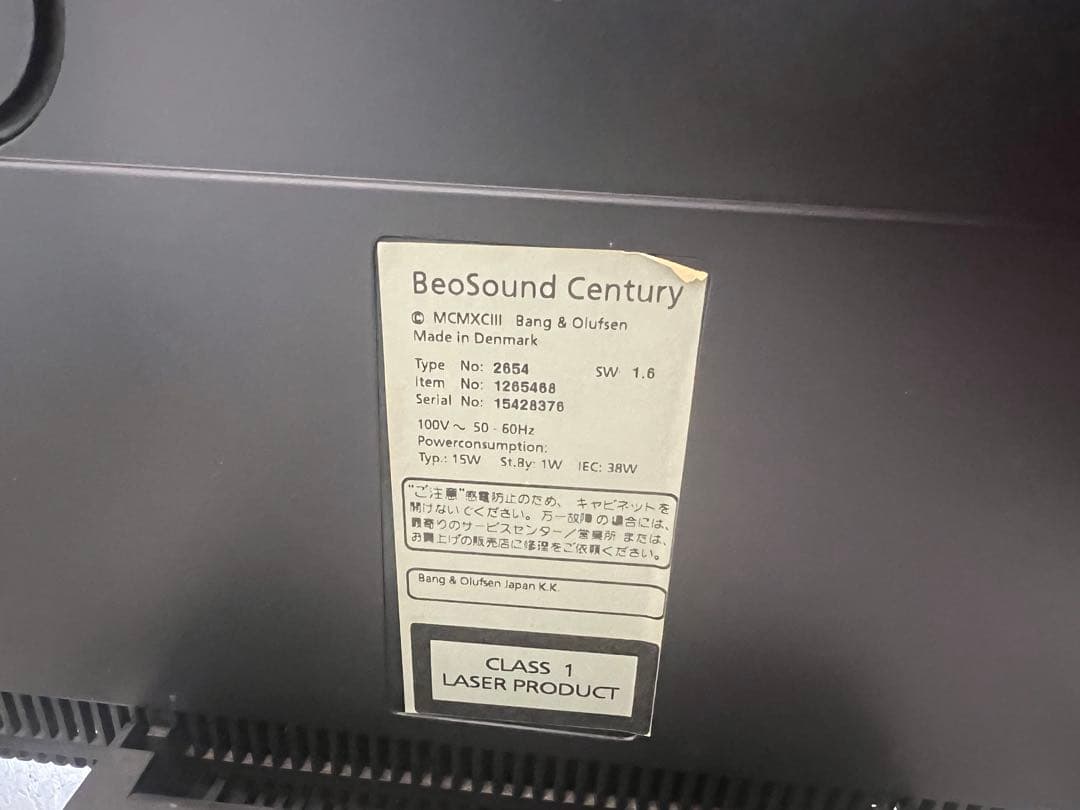 BeoSound Century
© MCMXCIII Bang & Olufsen
Made in Denmark
Type No: 2654 SW 1.6
Item No: 1265468
Serial No: 15428376
100V ~ 50 - 60Hz
Powerconsumption:
Typ.: 15W St.By: 1W IEC: 38W
"ご注意"感電防止のため、キャビネットを
開けないでください。万一故障の場合には、
最寄りのサービスセンター/営業所 または、
お買上げの販売店に修理をご依頼ください。
Bang & Olufsen Japan K.K.
CLASS 1
LASER PRODUCT